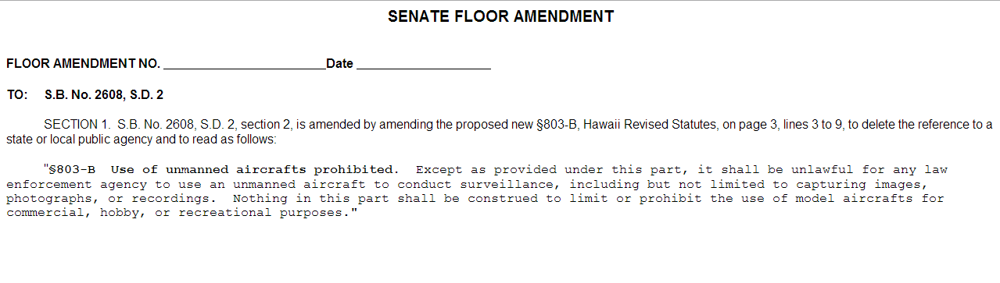 SENATE FLOOR AMENDMENT
FLOOR AMENDMENT NO. ________________________Date ____________________
TO: S.B. No. 2608, S.D. 2
SECTION 1. S.B. No. 2608, S.D. 2, section 2, is amended by amending the proposed new §803-B, Hawaii Revised Statutes, on page 3, lines 3 to 9, to delete the reference to a
state or local public agency and to read as follows:
"§803-B Use of unmanned aircrafts prohibited. Except as provided under this part, it shall be unlawful for any law
enforcement agency to use an unmanned aircraft to conduct surveillance, including but not limited to capturing images,
photographs, or recordings. Nothing in this part shall be construed to limit or prohibit the use of model aircrafts for
commercial, hobby, or recreational purposes."